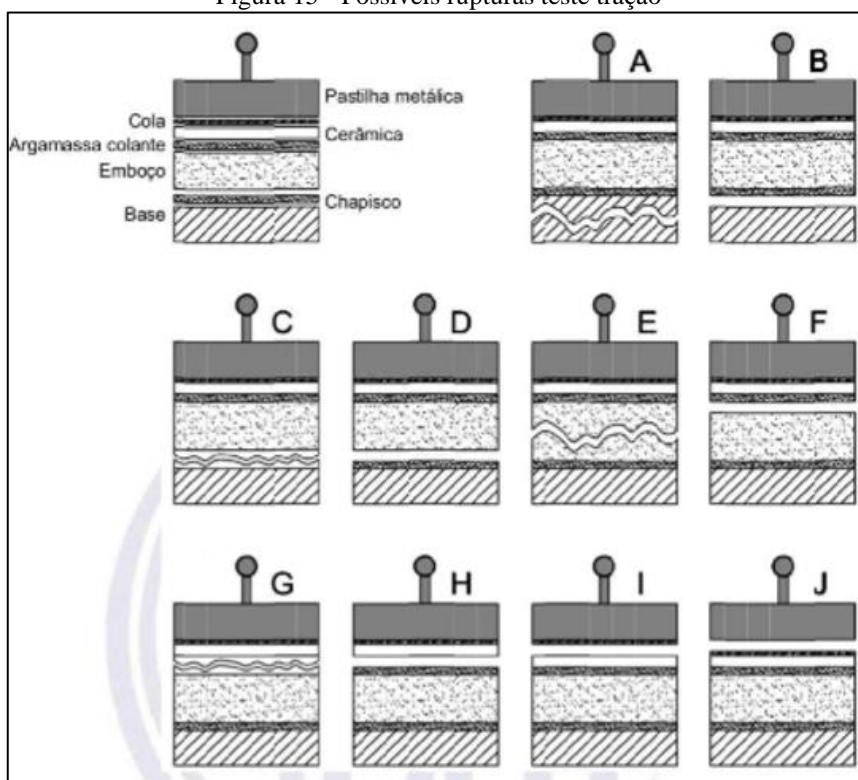 Figura 15 - Possíveis rupturas teste tração
A
B
Pastilha metálica
Cola
Cerâmica
Argamassa colante
Emboço
Chapisco
Base
C
D
E
F
G
H
I
J